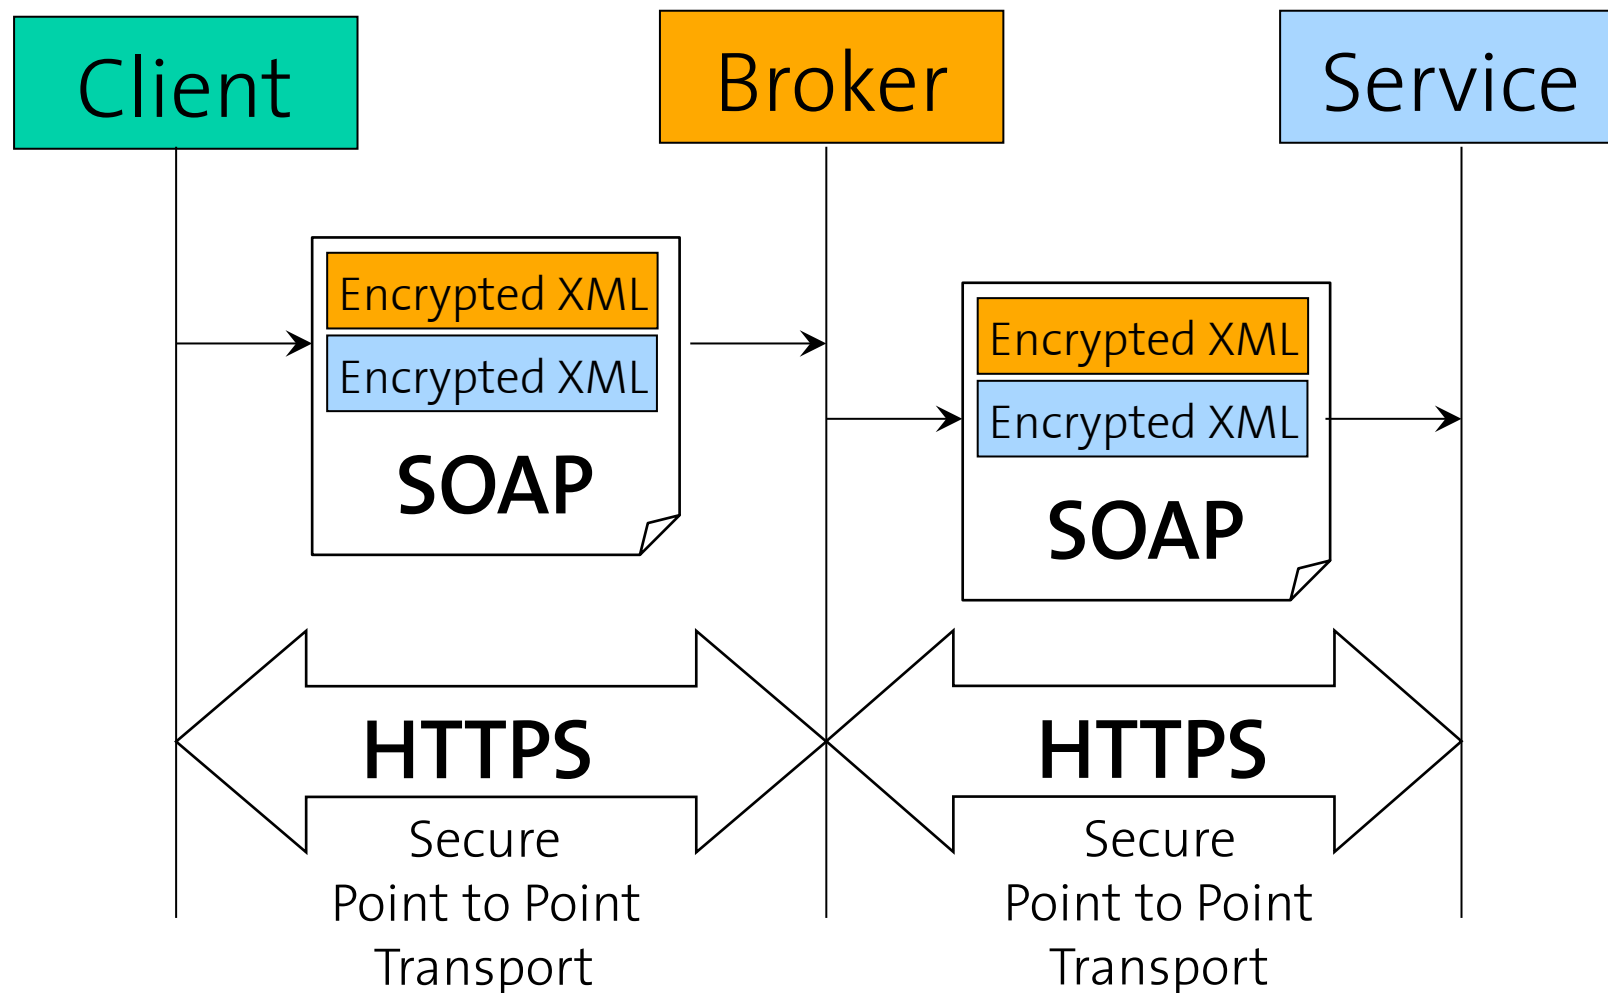 Client
Broker
Service
Encrypted XML
Encrypted XML
SOAP
Encrypted XML
Encrypted XML
SOAP
HTTPS
Secure
Point to Point
Transport
HTTPS
Secure
Point to Point
Transport